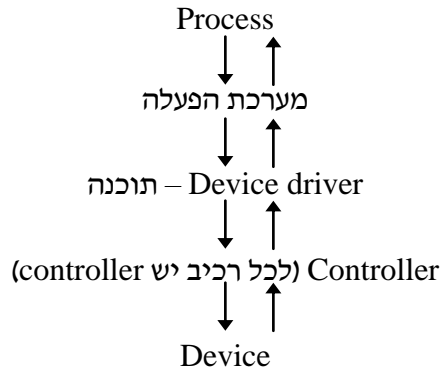 Process
מערכת הפעלה
Device driver – תוכנה
Controller (לכל רכיב יש controller)
Device